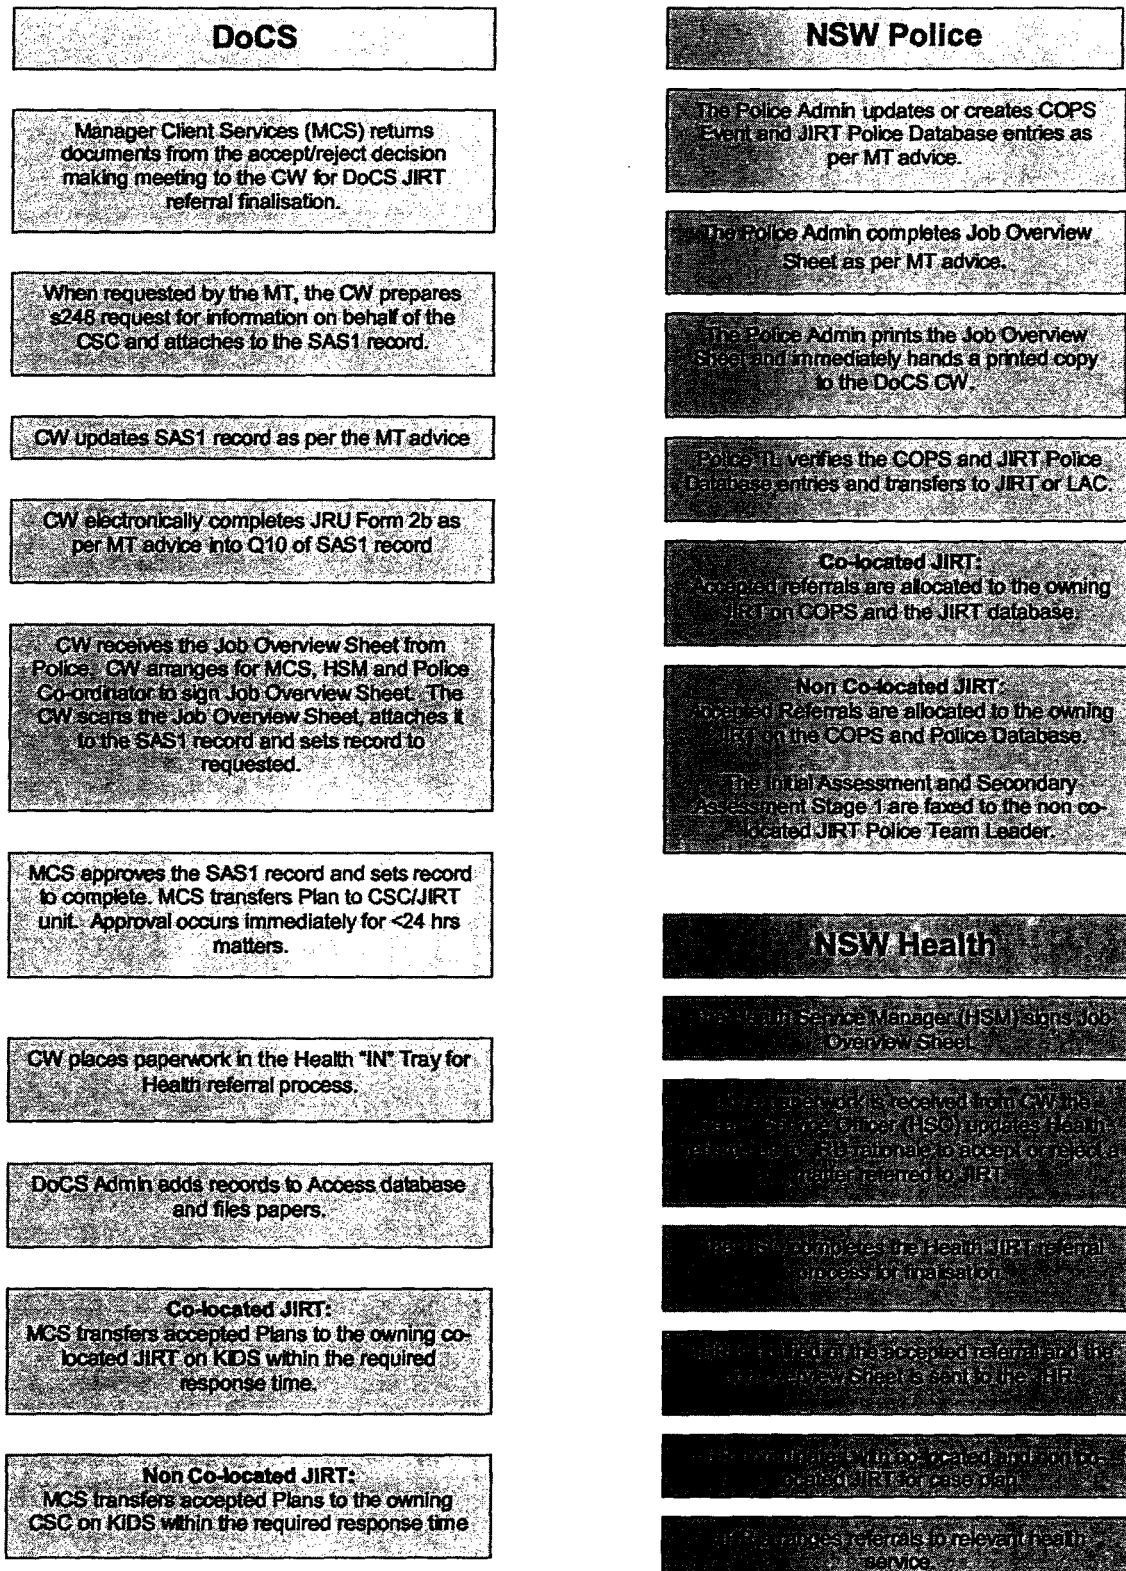 DoCS
Manager Client Services (MCS) returns
documents from the accept/reject decision
making meeting to the CW for DoCS JIRT
referral finalisation.
When requested by the MT, the CW prepares
s248 request for information on behalf of the
CSC and attaches to the SAS1 record.
CW updates SAS1 record as per the MT advice
CW electronically completes JRU Form 2b as
per MT advice into Q10 of SAS1 record
CW receives the Job Overview Sheet from
Police. CW arranges for MCS, HSM and Police
Co-ordinator to sign Job Overview Sheet. The
CW scans the Job Overview Sheet, attaches it
to the SAS1 record and sets record to
requested.
MCS approves the SAS1 record and sets record
to complete. MCS transfers Plan to CSC/JIRT
unit. Approval occurs immediately for <24 hrs
matters.
CW places paperwork in the Health "IN" Tray for
Health referral process.
DoCS Admin adds records to Access database
and files papers.
Co-located JIRT:
MCS transfers accepted Plans to the owning co-
located JIRT on KiDS within the required
response time.
Non Co-located JIRT:
MCS transfers accepted Plans to the owning
CSC on KiDS within the required response time
NSW Police
The Police Admin updates or creates COPS
Event and JIRT Police Database entries as
per MT advice.
The Police Admin completes Job Overview
Sheet as per MT advice.
The Police Admin prints the Job Overview
Sheet and immediately hands a printed copy
to the DoCS CW.
Police TL verifies the COPS and JIRT Police
Database entries and transfers to JIRT or LAC.
Co-located JIRT:
Accepted referrals are allocated to the owning
JIRT on COPS and the JIRT database.
Non Co-located JIRT:
Accepted Referrals are allocated to the owning
JIRT on the COPS and Police Database.
The Initial Assessment and Secondary
Assessment Stage 1 are faxed to the non co-
located JIRT Police Team Leader.
NSW Health
Health Service Manager (HSM) signs Job
Overview Sheet.
paperwork is received from CW the
Officer (HSO) updates Health
rationale to accept or reject a
matter referred to JIRT.
completes the Health JIRT referral
process for finalisation.
of the accepted referral and the
Overview Sheet is sent to the JHR.
with co-located and non co-
located JIRT for case plan.
arranges referrals to relevant health
service.